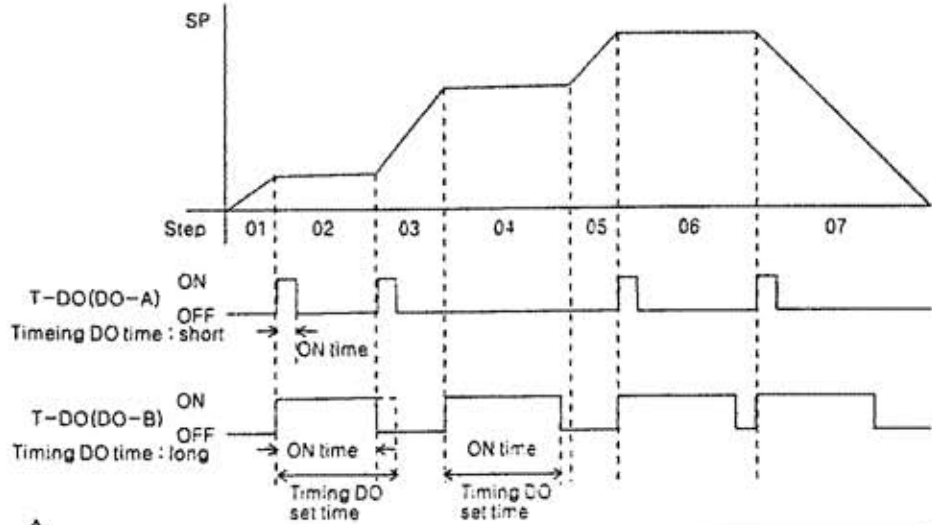 SP
Step 01 02 03 04 05 06 07
ON
T-DO(DO-A)
OFF
Timeing DO time : short
ON time
ON
T-DO(DO-B)
OFF
Timing DO time : long
ON time
ON time
Timing DO
set time
Timing DO
set time